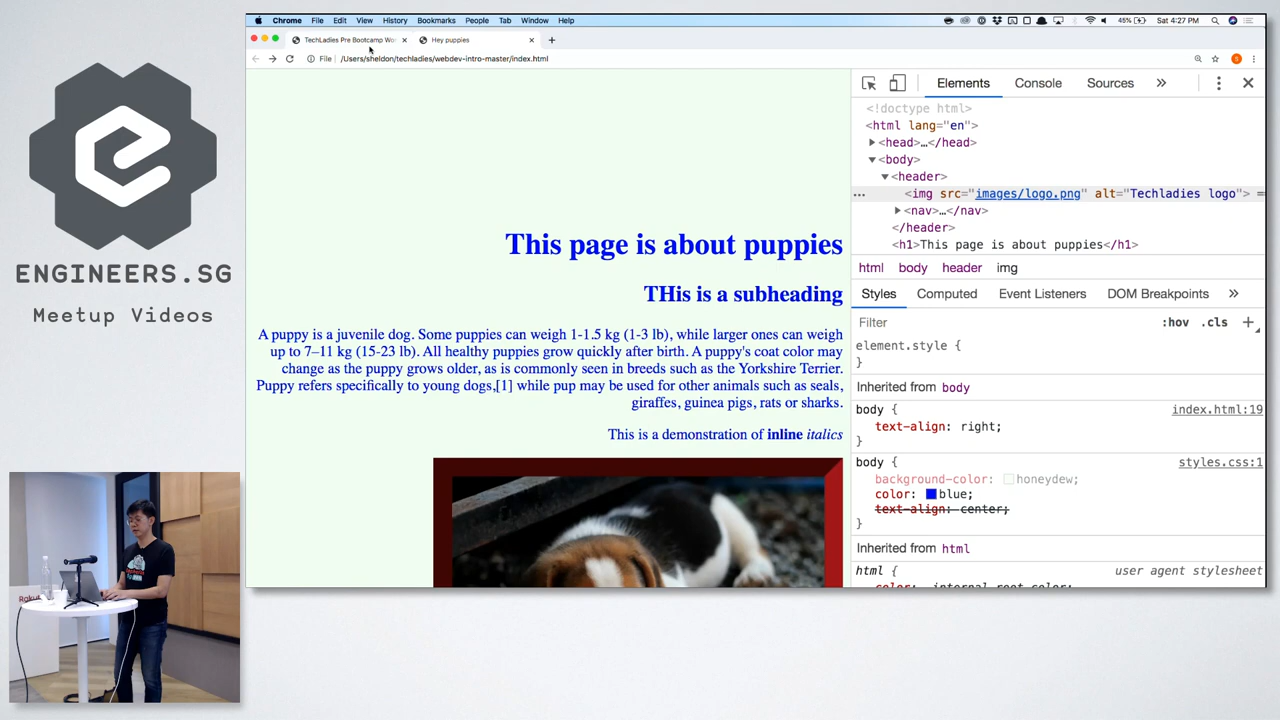 Chrome File Edit View History Bookmarks People Tab Window Help
45% Sat 4:27 PM
TechLadies Pre Bootcamp Wo
Hey puppies
File /Users/sheldon/techladies/webdev-intro-master/index.html
ENGINEERS.SG
Meetup Videos
This page is about puppies
THis is a subheading
A puppy is a juvenile dog. Some puppies can weigh 1-1.5 kg (1-3 lb), while larger ones can weigh
up to 7–11 kg (15-23 lb). All healthy puppies grow quickly after birth. A puppy's coat color may
change as the puppy grows older, as is commonly seen in breeds such as the Yorkshire Terrier.
Puppy refers specifically to young dogs,[1] while pup may be used for other animals such as seals,
giraffes, guinea pigs, rats or sharks.
This is a demonstration of inline italics
Elements Console Sources »
<!doctype html>
<html lang="en">
<head>…</head>
<body>
<header>
… <img src="images/logo.png" alt="Techladies logo"> =
<nav>…</nav>
</header>
<h1>This page is about puppies</h1>
html body header img
Styles Computed Event Listeners DOM Breakpoints »
Filter :hov .cls +
element.style {
}
Inherited from body
body { index.html:19
text-align: right;
}
body { styles.css:1
background-color: honeydew;
color: blue;
text-align: center;
}
Inherited from html
html { user agent stylesheet
color: -internal-root-color;